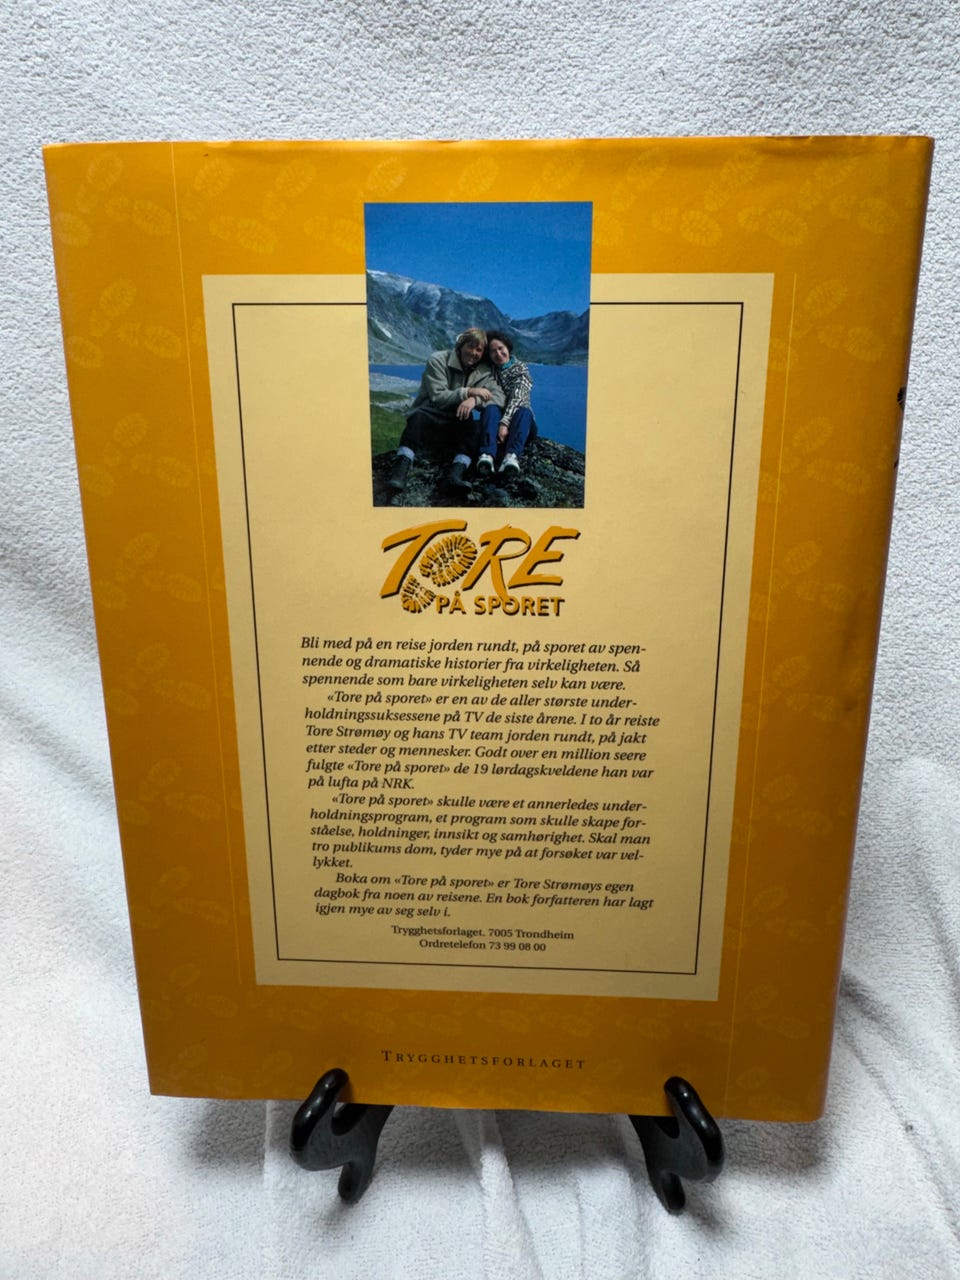 TORE
PÅ SPORET
Bli med på en reise jorden rundt, på sporet av spen-
nende og dramatiske historier fra virkeligheten. Så
spennende som bare virkeligheten selv kan være.
«Tore på sporet» er en av de aller største under-
holdningssuksessene på TV de siste årene. I to år reiste
Tore Strømøy og hans TV team jorden rundt, på jakt
etter steder og mennesker. Godt over en million seere
fulgte «Tore på sporet» de 19 lørdagskveldene han var
på lufta på NRK.
«Tore på sporet» skulle være et annerledes under-
holdningsprogram, et program som skulle skape for-
ståelse, holdninger, innsikt og samhørighet. Skal man
tro publikums dom, tyder mye på at forsøket var vel-
lykket.
Boka om «Tore på sporet» er Tore Strømøys egen
dagbok fra noen av reisene. En bok forfatteren har lagt
igjen mye av seg selv i.
Trygghetsforlaget. 7005 Trondheim
Ordretelefon 73 99 08 00
TRYGGHETSFORLAGET